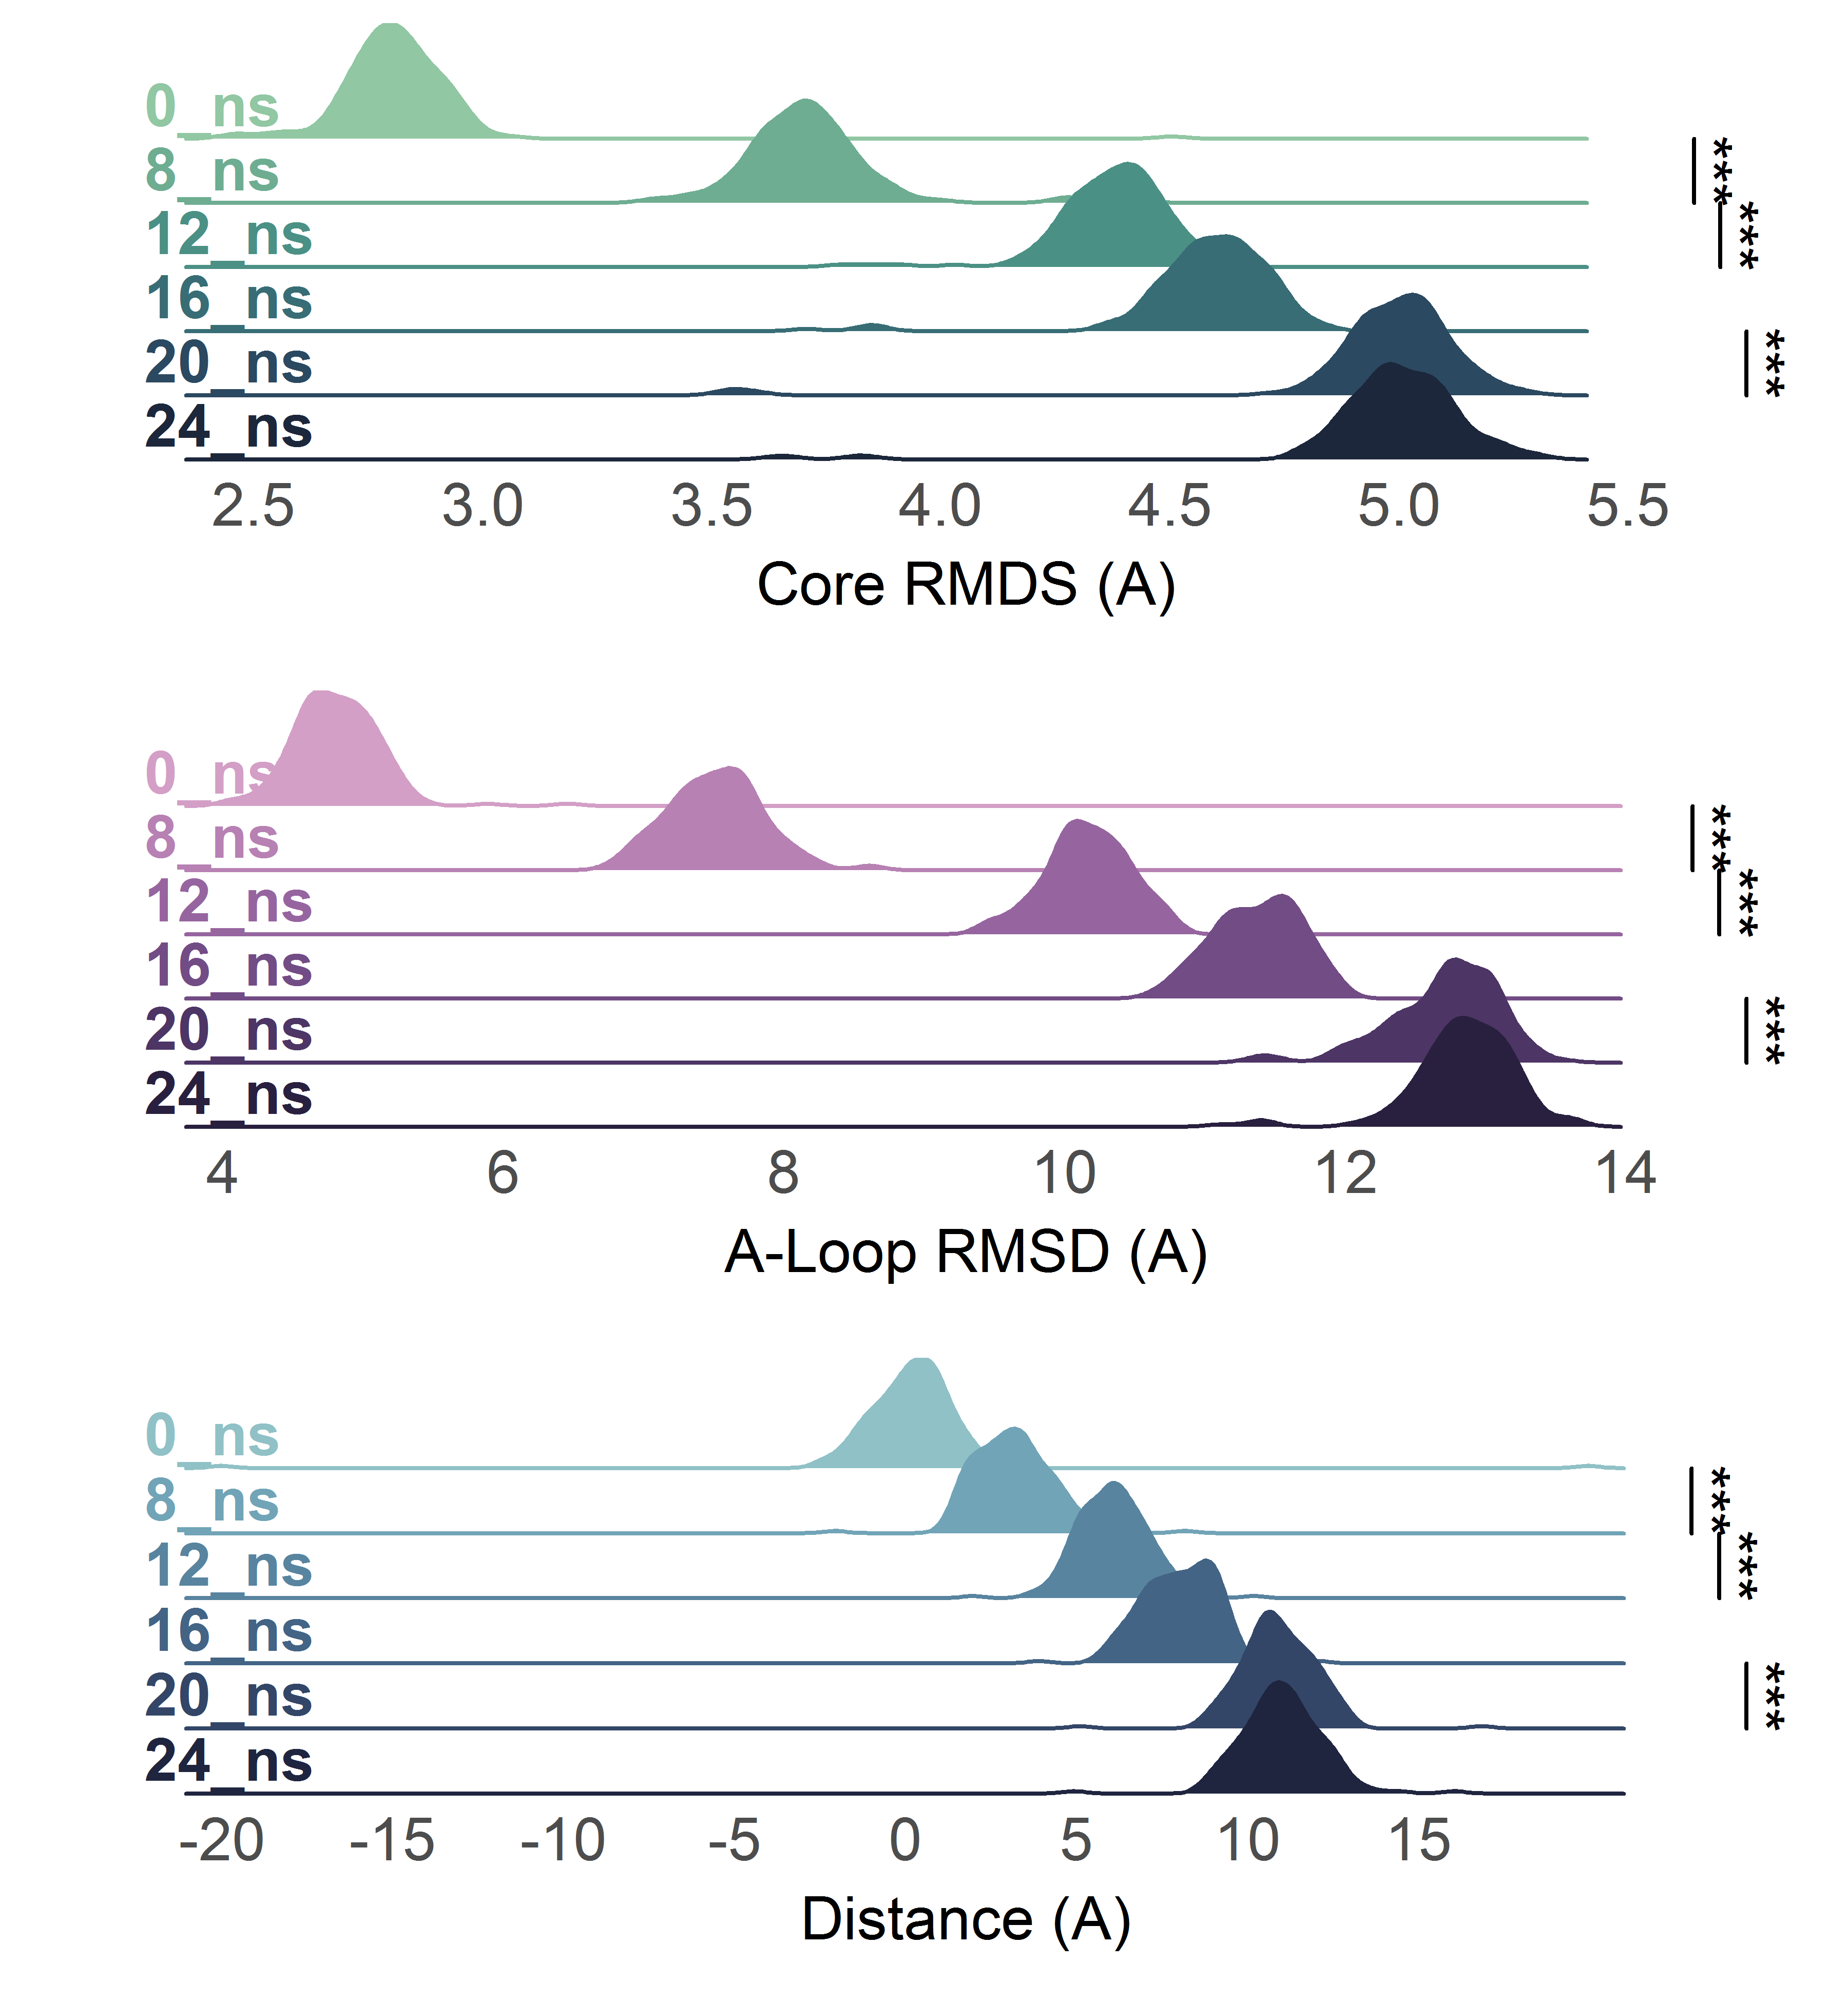 0_ns
8_ns
***
12_ns
***
16_ns
20_ns
***
24_ns
2.5 3.0 3.5 4.0 4.5 5.0 5.5
Core RMDS (A)
0_ns
8_ns
***
12_ns
***
16_ns
20_ns
***
24_ns
4 6 8 10 12 14
A-Loop RMSD (A)
0_ns
8_ns
***
12_ns
***
16_ns
20_ns
***
24_ns
-20 -15 -10 -5 0 5 10 15
Distance (A)